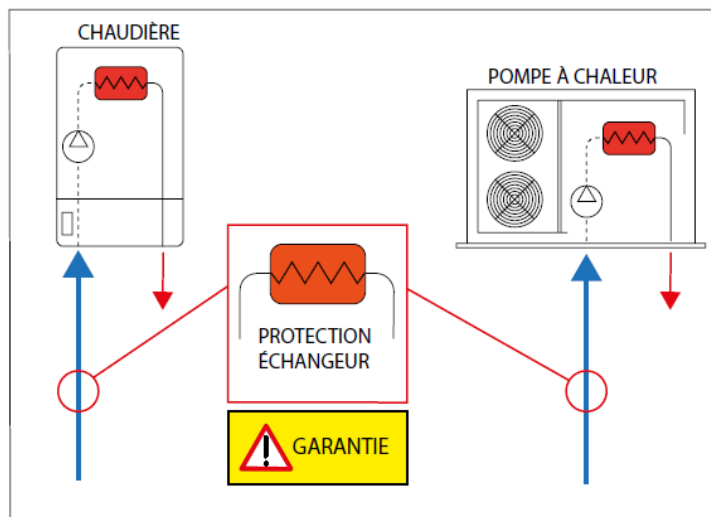 CHAUDIÈRE
POMPE À CHALEUR
PROTECTION
ÉCHANGEUR
GARANTIE